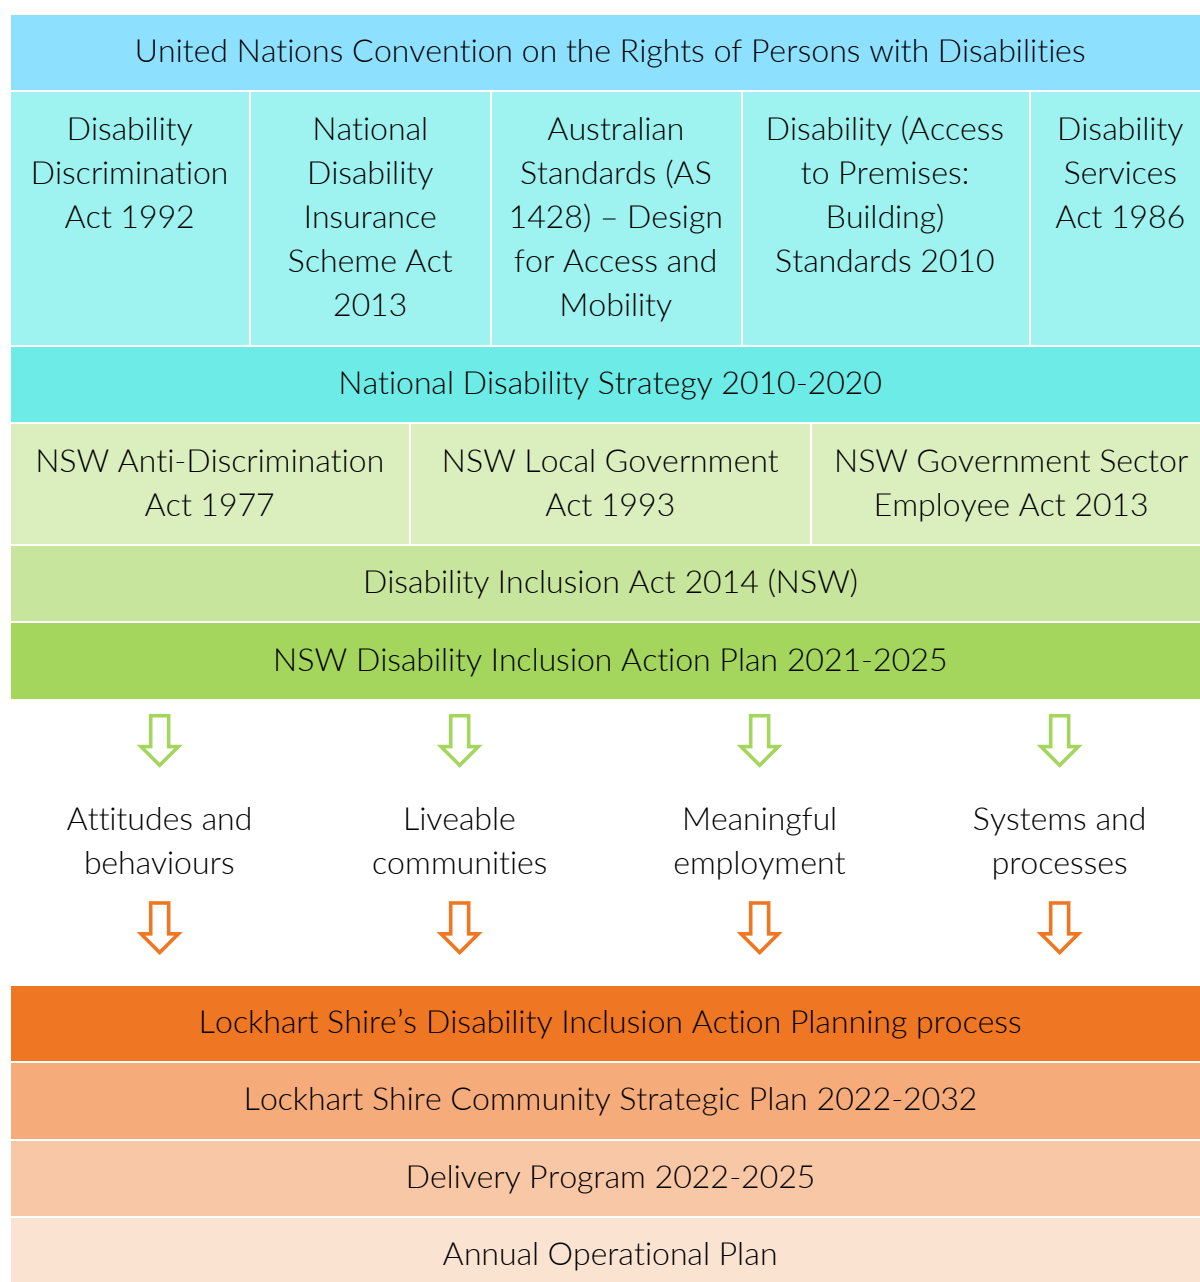 United Nations Convention on the Rights of Persons with Disabilities
Disability
Discrimination
Act 1992
National
Disability
Insurance
Scheme Act
2013
Australian
Standards (AS
1428) – Design
for Access and
Mobility
Disability (Access
to Premises:
Building)
Standards 2010
Disability
Services
Act 1986
National Disability Strategy 2010-2020
NSW Anti-Discrimination
Act 1977
NSW Local Government
Act 1993
NSW Government Sector
Employee Act 2013
Disability Inclusion Act 2014 (NSW)
NSW Disability Inclusion Action Plan 2021-2025
Attitudes and
behaviours
Liveable
communities
Meaningful
employment
Systems and
processes
Lockhart Shire’s Disability Inclusion Action Planning process
Lockhart Shire Community Strategic Plan 2022-2032
Delivery Program 2022-2025
Annual Operational Plan